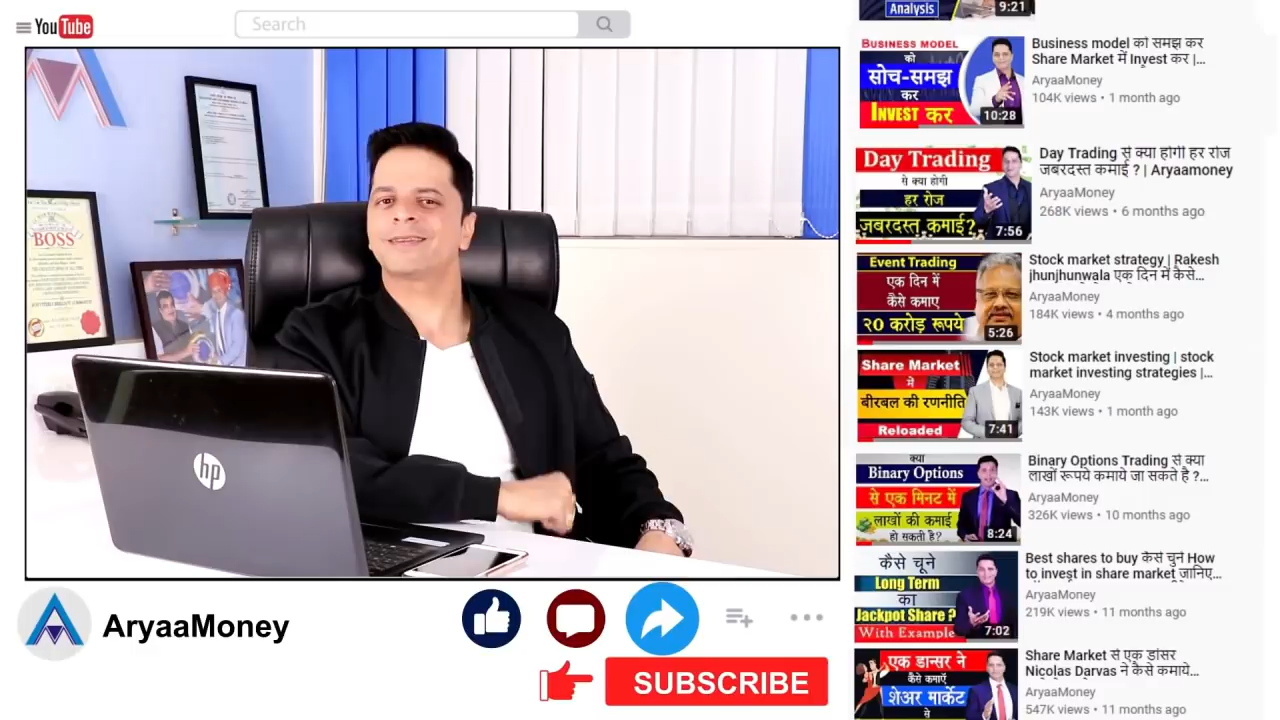 YouTube
Search
BOSS
hp
AryaaMoney
SUBSCRIBE
Analysis
9:21
BUSINESS MODEL
को
सोच-समझ
कर
INVEST कर
10:28
Business model को समझ कर
Share Market में Invest कर |...
AryaaMoney
104K views • 1 month ago
Day Trading
से क्या होगी
हर रोज
जबरदस्त कमाई?
7:56
Day Trading से क्या होगी हर रोज
जबरदस्त कमाई ? | Aryaamoney
AryaaMoney
268K views • 6 months ago
Event Trading
एक दिन में
कैसे कमाए
२० करोड़ रूपये
5:26
Stock market strategy | Rakesh
jhunjhunwala एक दिन में कैसे...
AryaaMoney
184K views • 4 months ago
Share Market
में
बीरबल की रणनीति
Reloaded
7:41
Stock market investing | stock
market investing strategies |...
AryaaMoney
143K views • 1 month ago
क्या
Binary Options
से एक मिनट में
लाखों की कमाई
हो सकती है?
8:24
Binary Options Trading से क्या
लाखों रूपये कमाये जा सकते है ?...
AryaaMoney
326K views • 10 months ago
कैसे चूने
Long Term
का
Jackpot Share ?
With Example
7:02
Best shares to buy कैसे चुने How
to invest in share market जानिए...
AryaaMoney
219K views • 11 months ago
एक डान्सर ने
कैसे कमाऍ
शेअर मार्केट
से
Share Market से एक डांसर
Nicolas Darvas ने कैसे कमाये...
AryaaMoney
547K views • 11 months ago